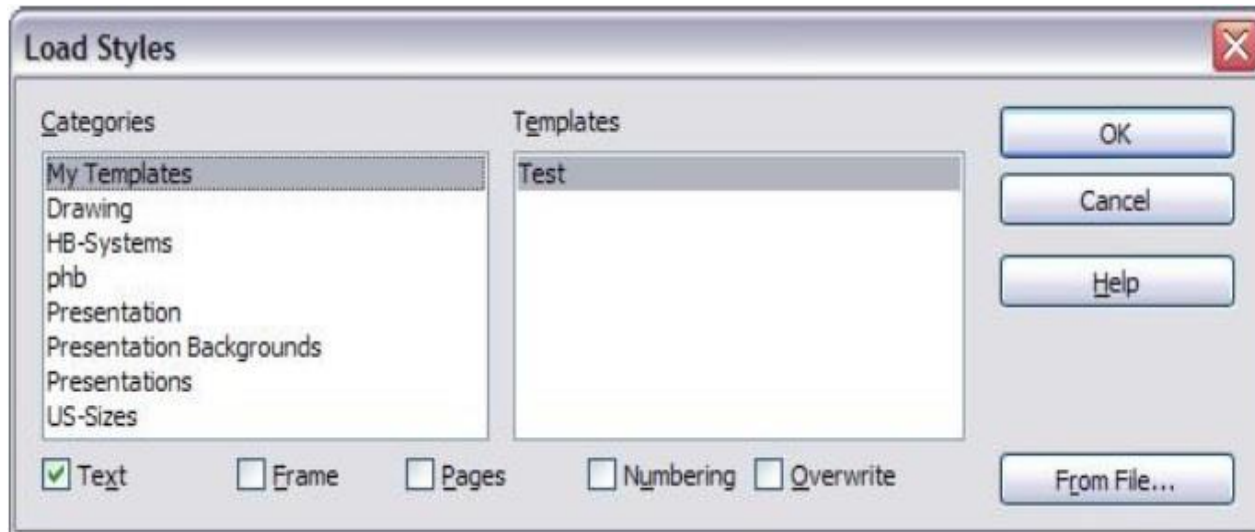 Load Styles
Categories
My Templates
Drawing
HB-Systems
phb
Presentation
Presentation Backgrounds
Presentations
US-Sizes
Templates
Test
OK
Cancel
Help
Text Frame Pages Numbering Overwrite
From File...